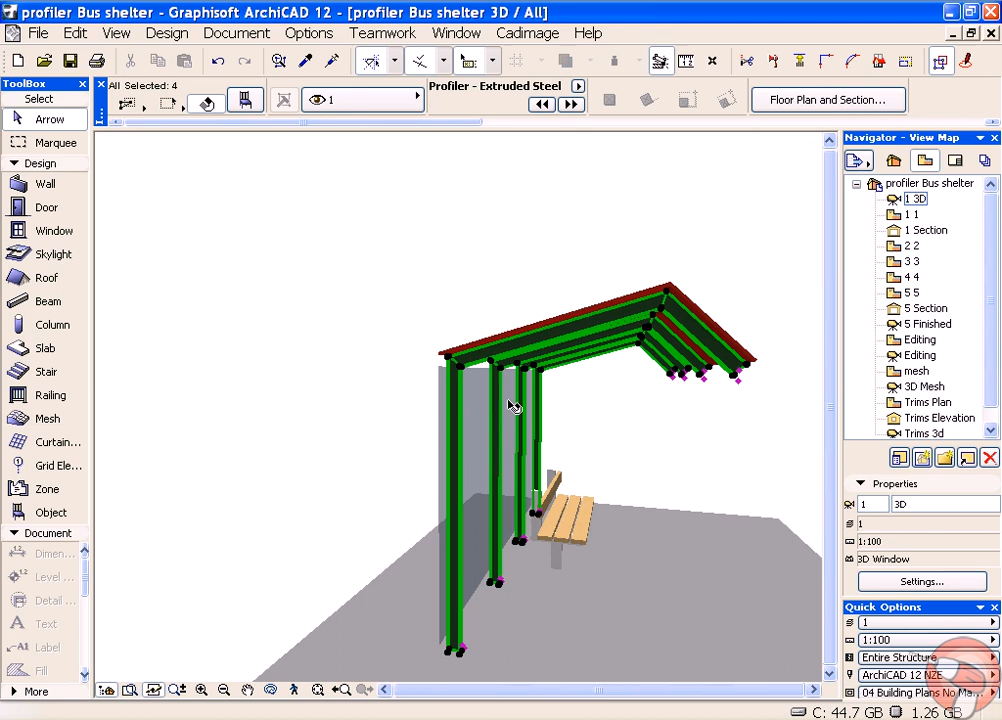 profiler Bus shelter - Graphisoft ArchiCAD 12 - [profiler Bus shelter 3D / All]
File Edit View Design Document Options Teamwork Window Cadimage Help
ToolBox
Select
Arrow
Marquee
Design
Wall
Door
Window
Skylight
Roof
Beam
Column
Slab
Stair
Railing
Mesh
Curtain...
Grid Ele...
Zone
Object
Document
Dimen...
Level ...
Detail ...
Text
Label
Fill
More
All Selected: 4
1
Profiler - Extruded Steel
Floor Plan and Section...
Navigator - View Map
profiler Bus shelter
1 3D
1 1
1 Section
2 2
3 3
4 4
5 5
5 Section
5 Finished
Editing
Editing
mesh
3D Mesh
Trims Plan
Trims Elevation
Trims 3d
Properties
1 3D
1
1:100
3D Window
Settings...
Quick Options
1
1:100
Entire Structure
ArchiCAD 12 NZE
04 Building Plans No Ma...
C: 44.7 GB 1.26 GB